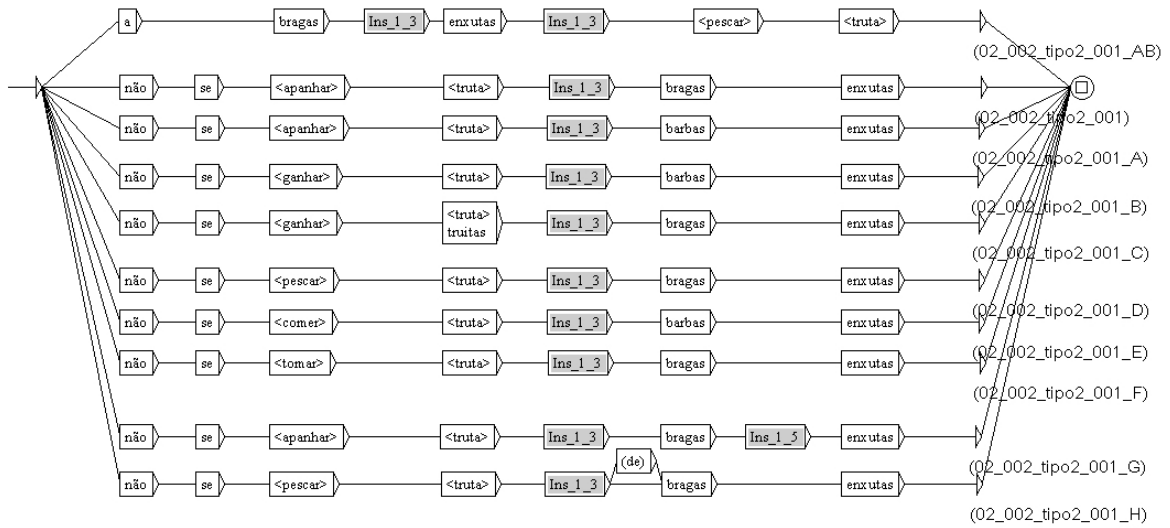 a bragas Ins_1_3 enxutas Ins_1_3 <pescar> <truta>
(02_002_tipo2_001_AB)
não se <apanhar> <truta> Ins_1_3 bragas enxutas
(02_002_tipo2_001)
não se <apanhar> <truta> Ins_1_3 barbas enxutas
(02_002_tipo2_001_A)
não se <ganhar> <truta> Ins_1_3 barbas enxutas
(02_002_tipo2_001_B)
não se <ganhar> <truta> Ins_1_3 bragas enxutas
truitas
(02_002_tipo2_001_C)
não se <pescar> <truta> Ins_1_3 bragas enxutas
(02_002_tipo2_001_D)
não se <comer> <truta> Ins_1_3 barbas enxutas
(02_002_tipo2_001_E)
não se <tomar> <truta> Ins_1_3 bragas enxutas
(02_002_tipo2_001_F)
não se <apanhar> <truta> Ins_1_3 bragas Ins_1_5 enxutas
(02_002_tipo2_001_G)
(de)
não se <pescar> <truta> Ins_1_3 bragas enxutas
(02_002_tipo2_001_H)